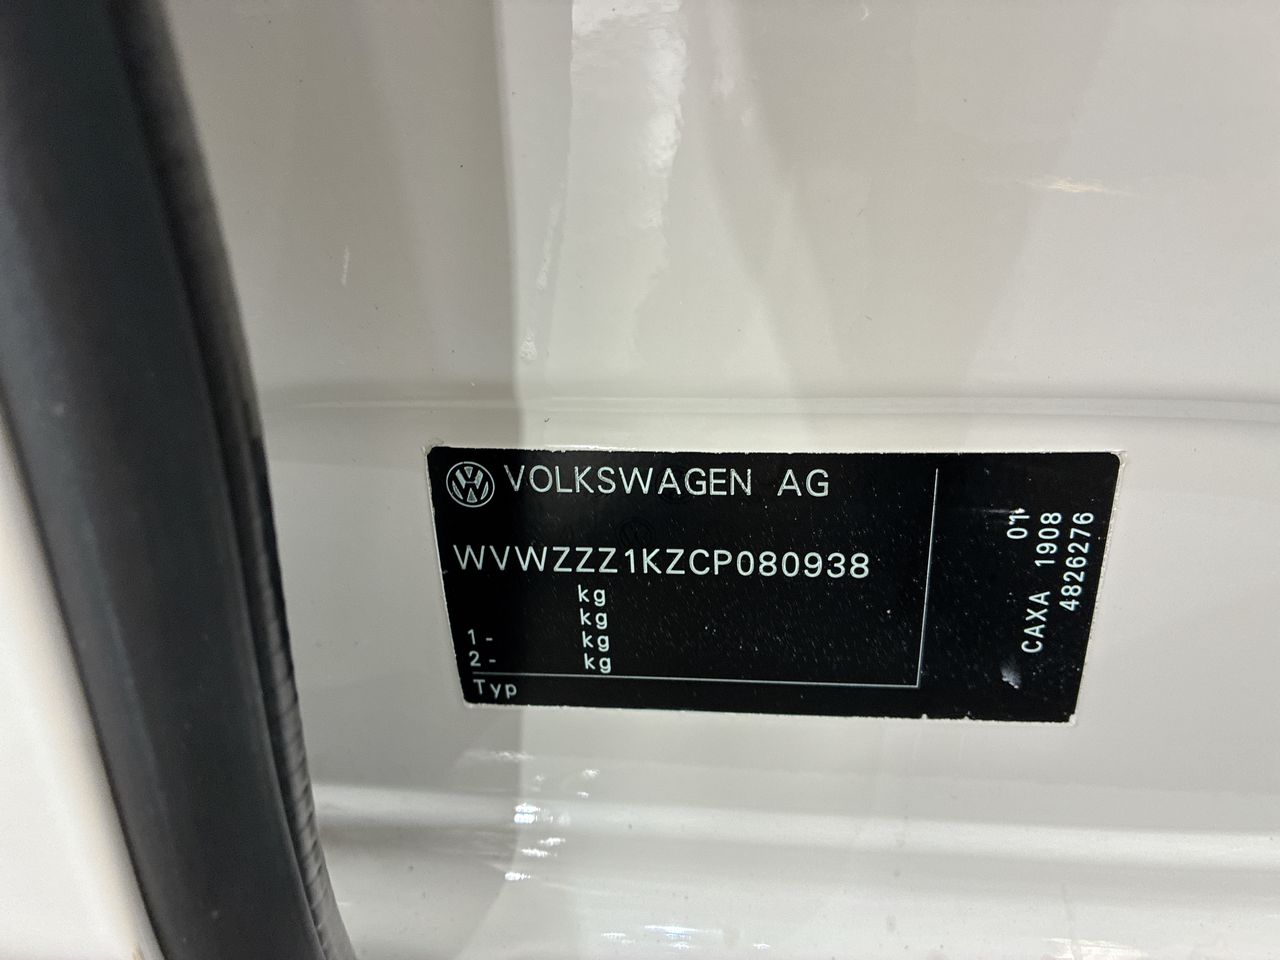 VOLKSWAGEN AG
WVWZZZ1KZCP080938
kg
kg
1- kg
2- kg
Typ
01
CAXA 1908
4826276